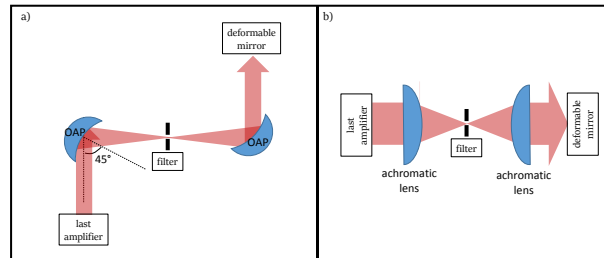 a)
deformable
mirror
OAP
OAP
45°
filter
last
amplifier
b)
last
amplifier
filter
deformable
mirror
achromatic
lens
achromatic
lens